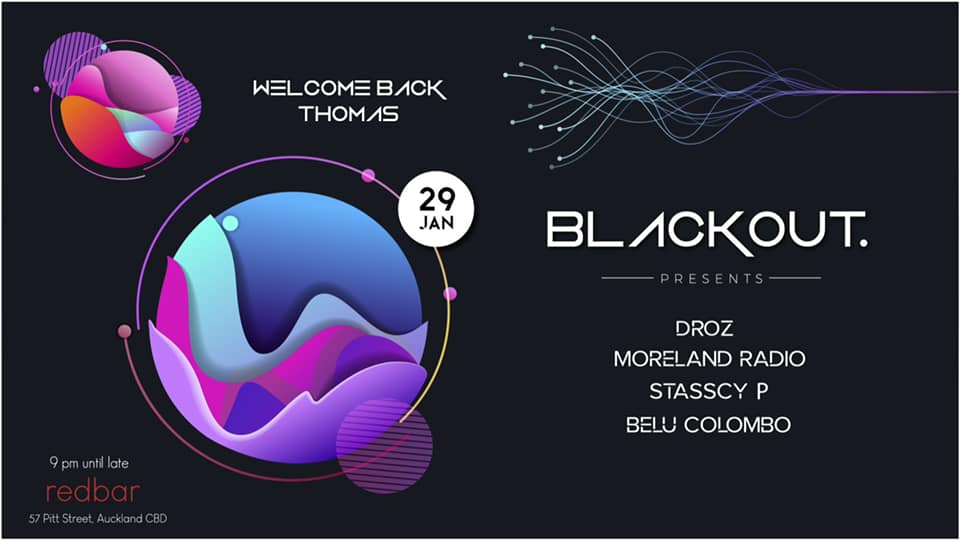 WELCOME BACK
THOMAS
29
JAN
BLACKOUT.
PRESENTS
DROZ
MORELAND RADIO
STASSCY P
BELU COLOMBO
9 pm until late
redbar
57 Pitt Street, Auckland CBD